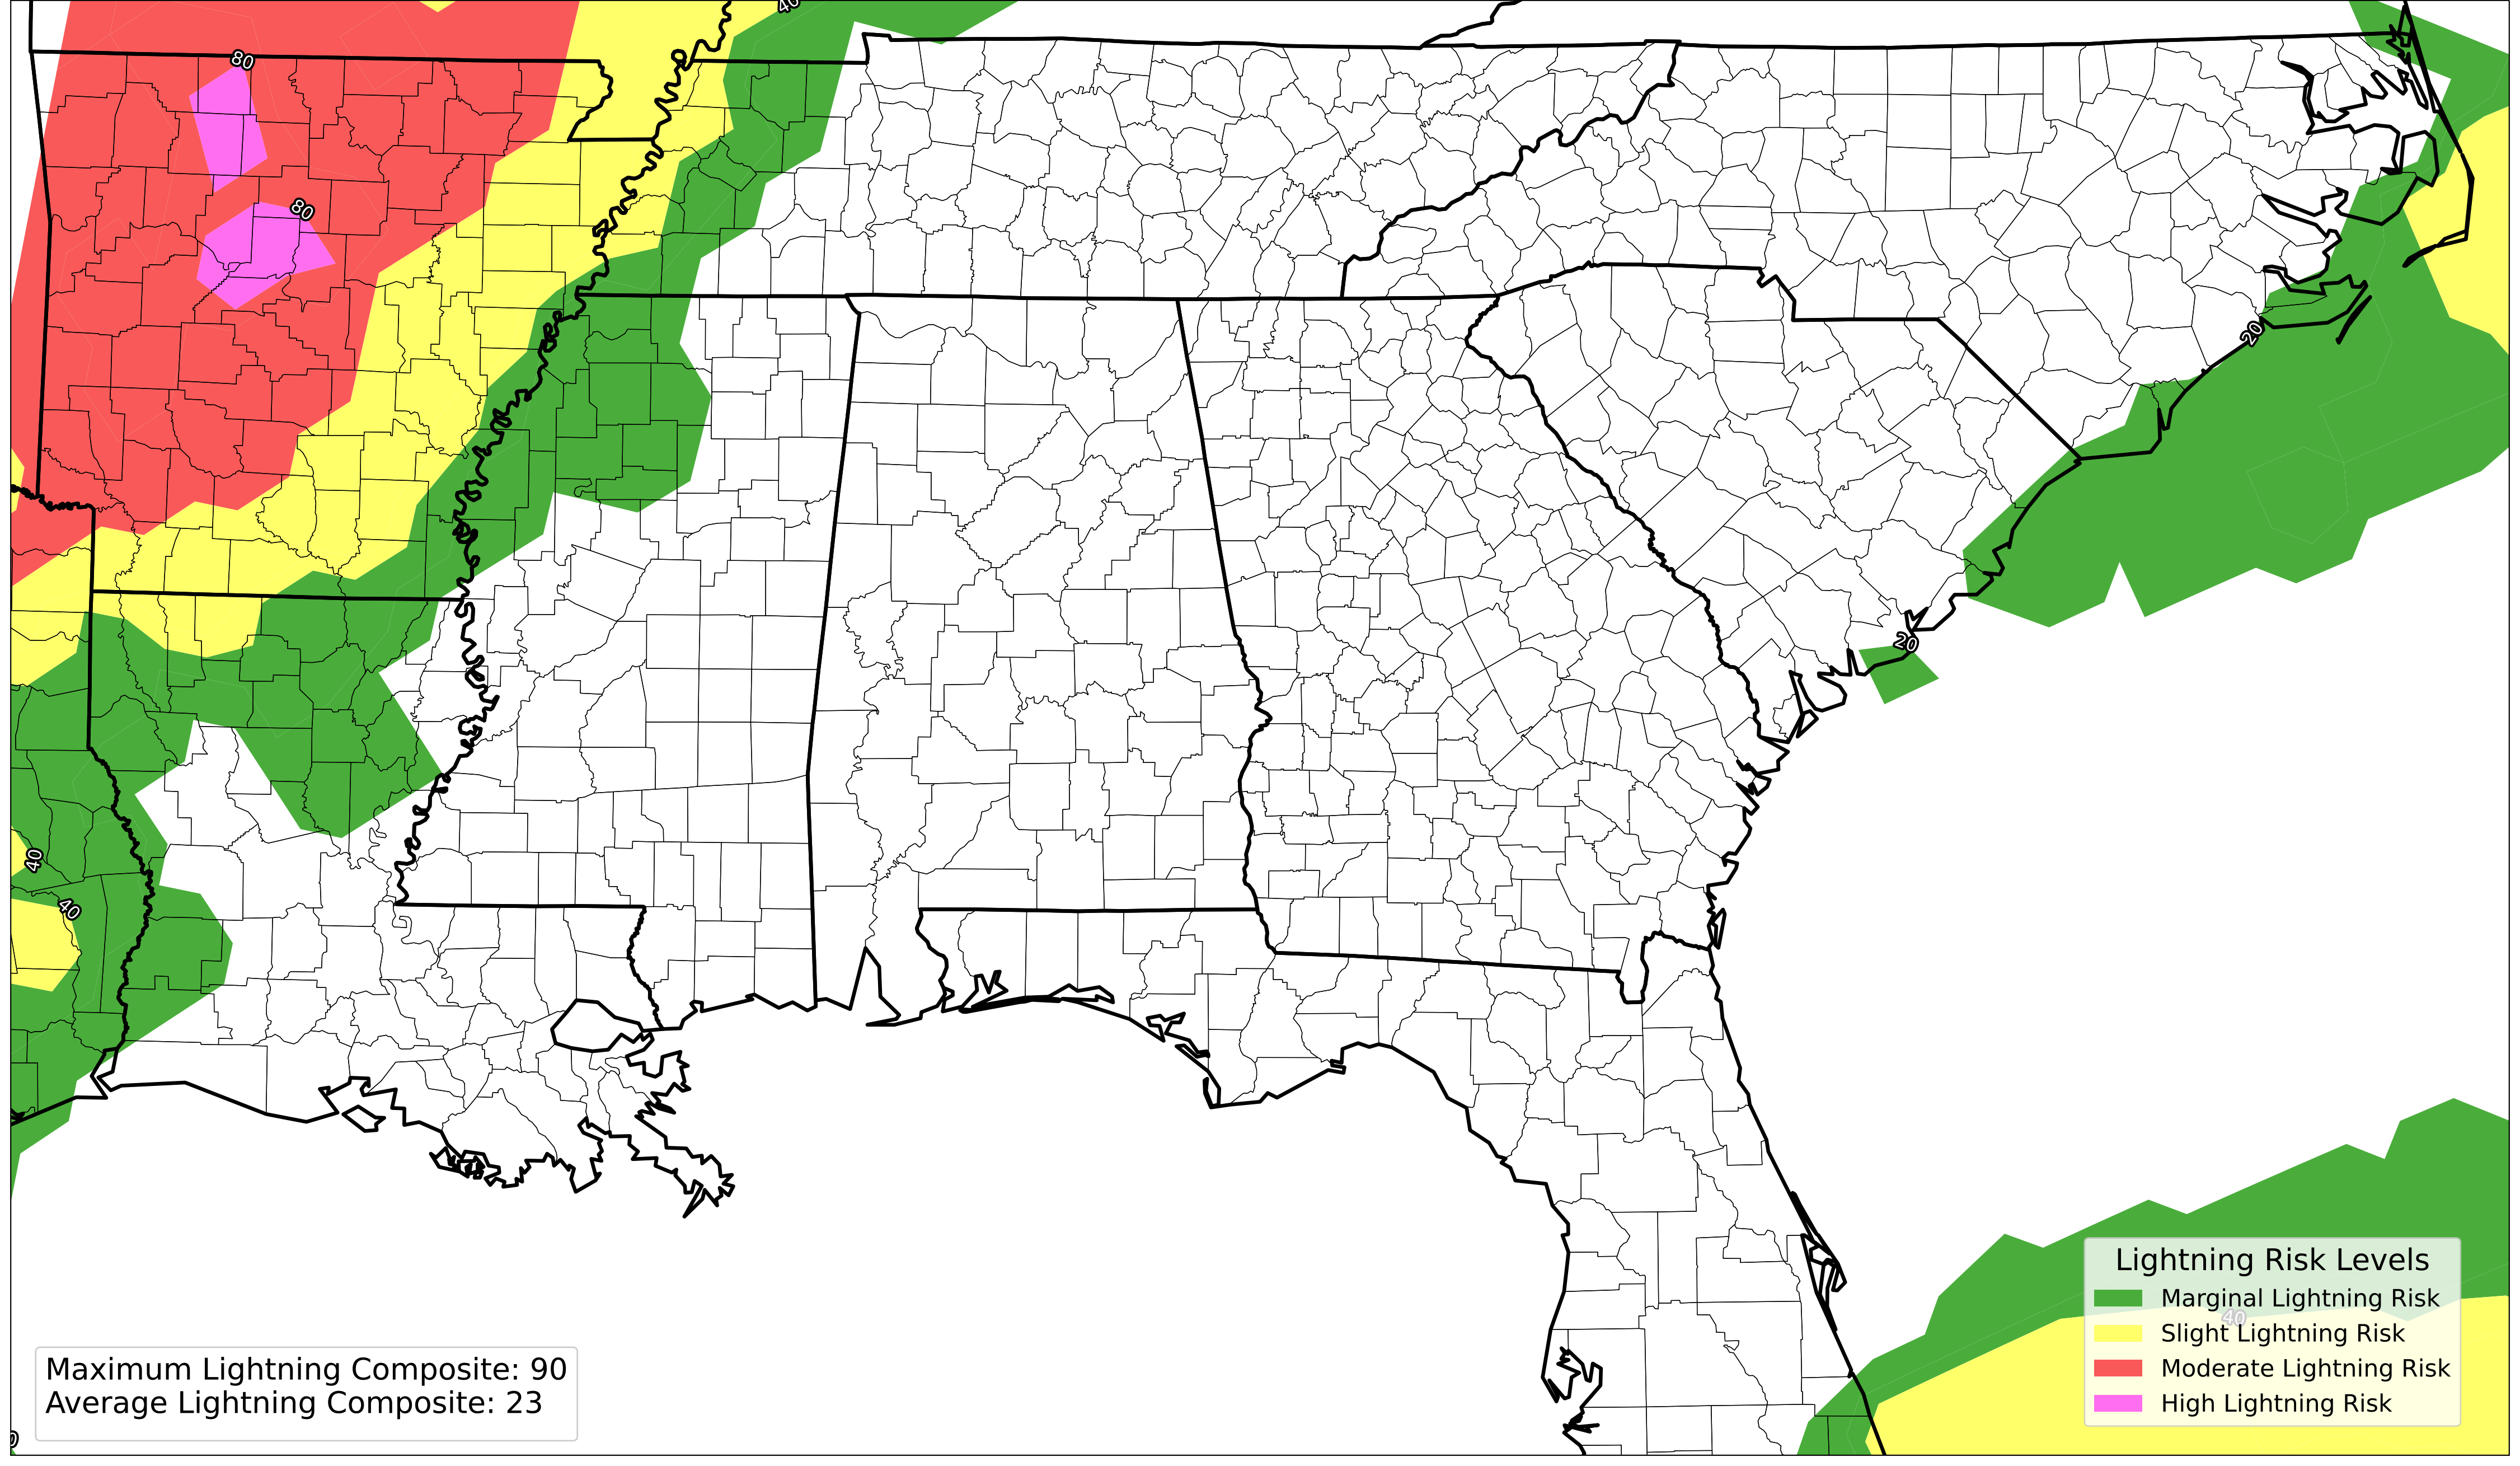 40
80
80
20
20
40
40
40
Lightning Risk Levels
Marginal Lightning Risk
Slight Lightning Risk
Moderate Lightning Risk
High Lightning Risk
Maximum Lightning Composite: 90
Average Lightning Composite: 23